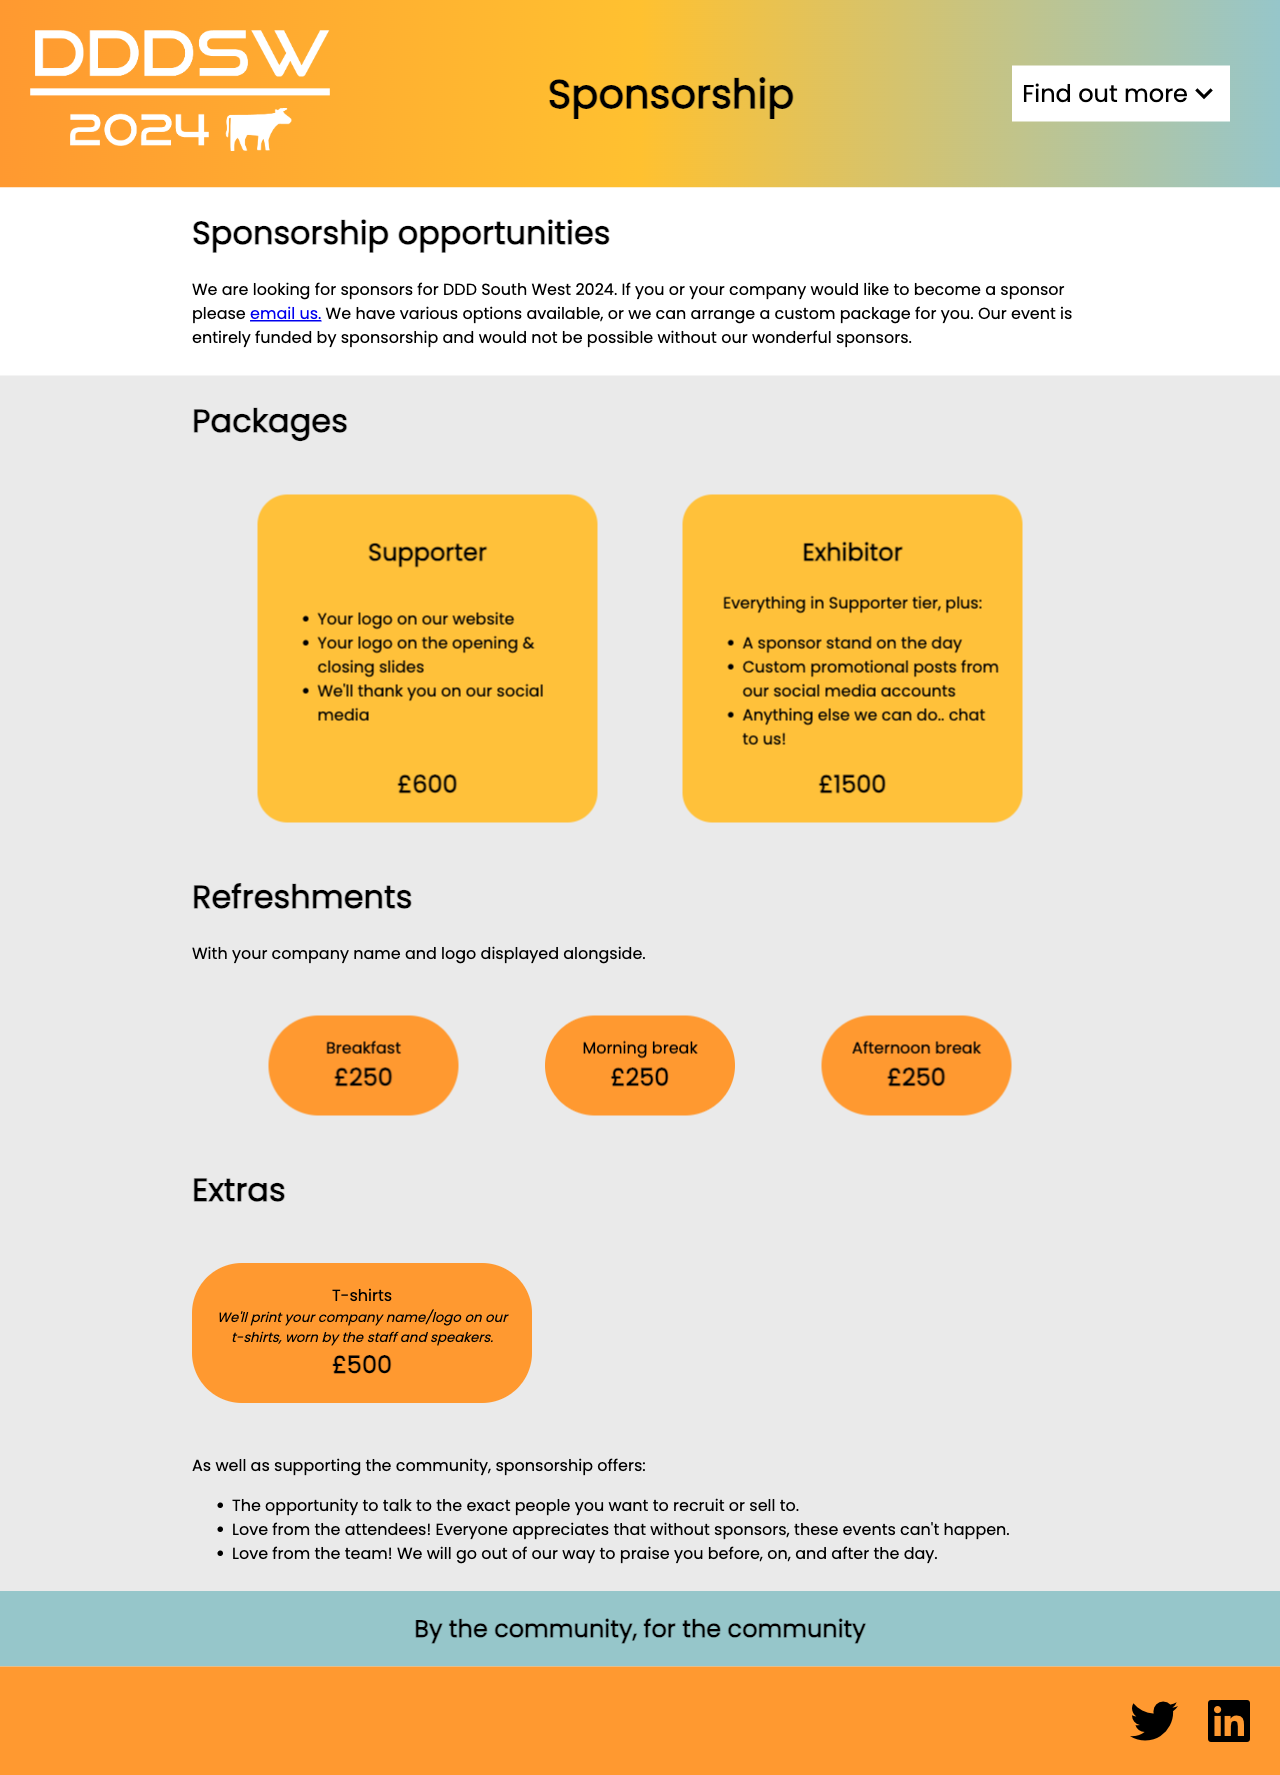 DDDSW
2024
Sponsorship
Find out more
Sponsorship opportunities
We are looking for sponsors for DDD South West 2024. If you or your company would like to become a sponsor
please email us. We have various options available, or we can arrange a custom package for you. Our event is
entirely funded by sponsorship and would not be possible without our wonderful sponsors.
Packages
Supporter
• Your logo on our website
• Your logo on the opening &
closing slides
• We'll thank you on our social
media
£600
Exhibitor
Everything in Supporter tier, plus:
• A sponsor stand on the day
• Custom promotional posts from
our social media accounts
• Anything else we can do.. chat
to us!
£1500
Refreshments
With your company name and logo displayed alongside.
Breakfast
£250
Morning break
£250
Afternoon break
£250
Extras
T-shirts
We'll print your company name/logo on our
t-shirts, worn by the staff and speakers.
£500
As well as supporting the community, sponsorship offers:
• The opportunity to talk to the exact people you want to recruit or sell to.
• Love from the attendees! Everyone appreciates that without sponsors, these events can't happen.
• Love from the team! We will go out of our way to praise you before, on, and after the day.
By the community, for the community
in